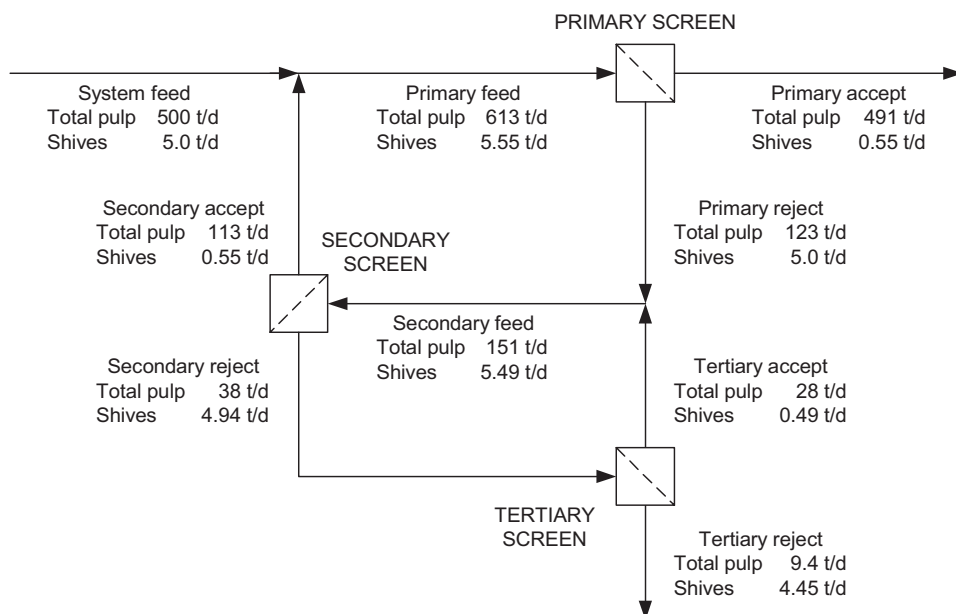 PRIMARY SCREEN
System feed
Total pulp 500 t/d
Shives 5.0 t/d
Primary feed
Total pulp 613 t/d
Shives 5.55 t/d
Primary accept
Total pulp 491 t/d
Shives 0.55 t/d
Secondary accept
Total pulp 113 t/d
Shives 0.55 t/d
SECONDARY
SCREEN
Primary reject
Total pulp 123 t/d
Shives 5.0 t/d
Secondary feed
Total pulp 151 t/d
Shives 5.49 t/d
Secondary reject
Total pulp 38 t/d
Shives 4.94 t/d
Tertiary accept
Total pulp 28 t/d
Shives 0.49 t/d
TERTIARY
SCREEN
Tertiary reject
Total pulp 9.4 t/d
Shives 4.45 t/d